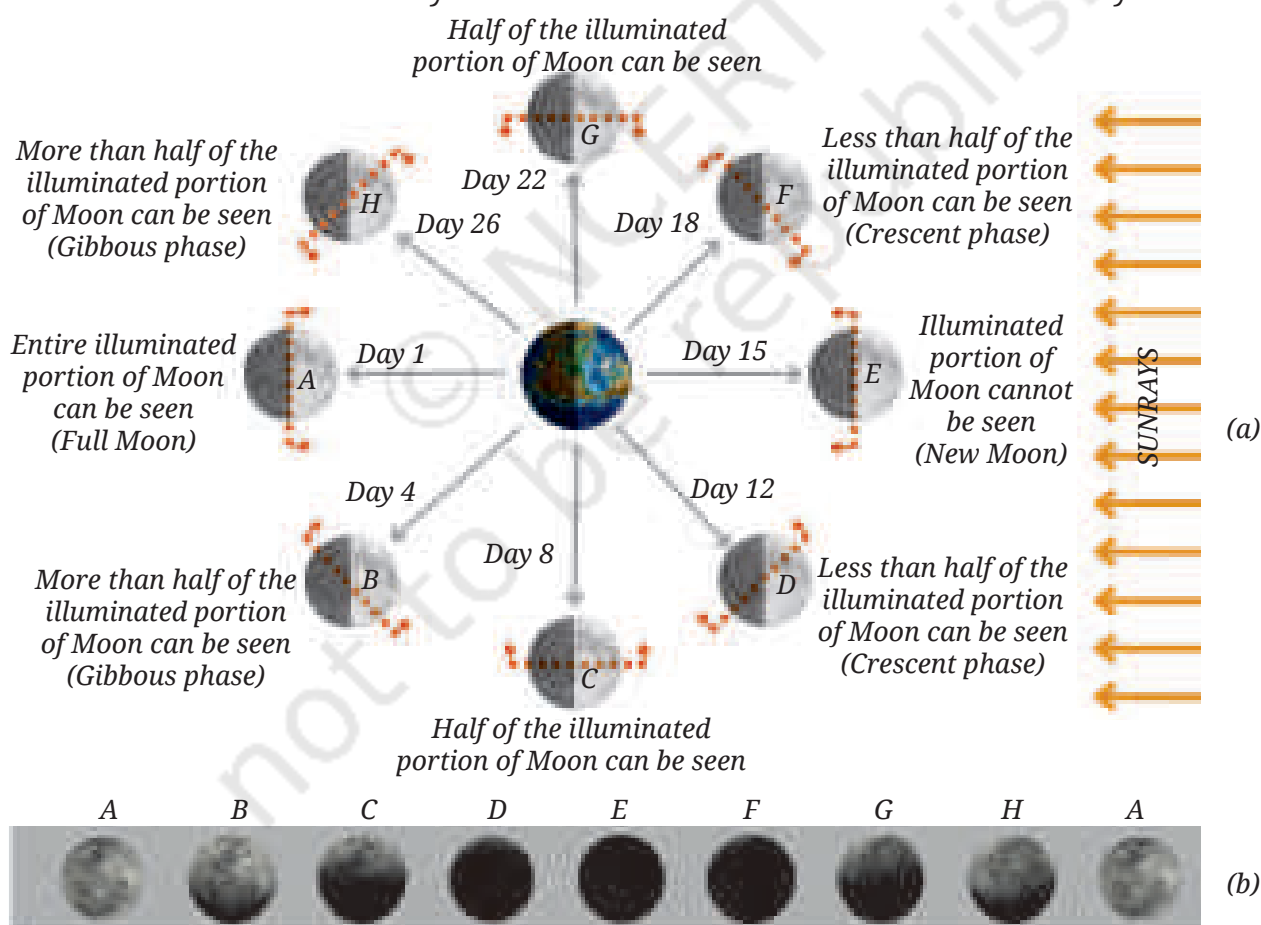 Half of the illuminated
portion of Moon can be seen
G
Day 22
More than half of the
illuminated portion
of Moon can be seen
(Gibbous phase)
H
Day 26
Less than half of the
illuminated portion
of Moon can be seen
(Crescent phase)
F
Day 18
Entire illuminated
portion of Moon
can be seen
(Full Moon)
A
Day 1
Day 15
E
Illuminated
portion of
Moon cannot
be seen
(New Moon)
SUNRAYS
(a)
Day 4
B
More than half of the
illuminated portion
of Moon can be seen
(Gibbous phase)
Day 8
C
Half of the illuminated
portion of Moon can be seen
Day 12
D
Less than half of the
illuminated portion
of Moon can be seen
(Crescent phase)
A B C D E F G H A
(b)
© NCERT
not to be republis